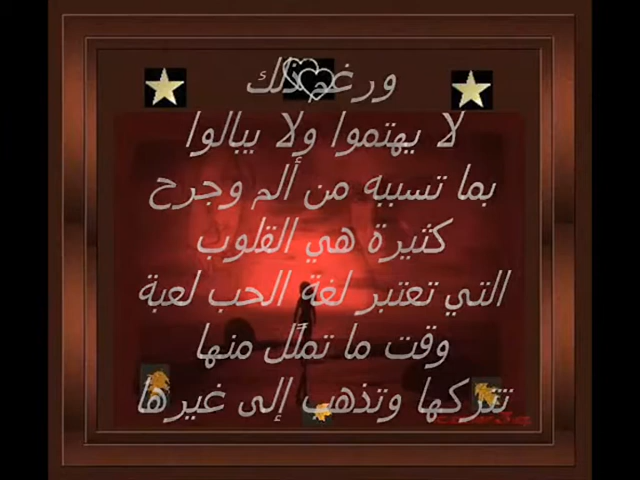 ورغم ذلك
لا يهتموا ولا يبالوا
بما تسببه من ألم وجرح
كثيرة هي القلوب
التي تعتبر لغة الحب لعبة
وقت ما تملّل منها
تتركها وتذهب إلى غيرها